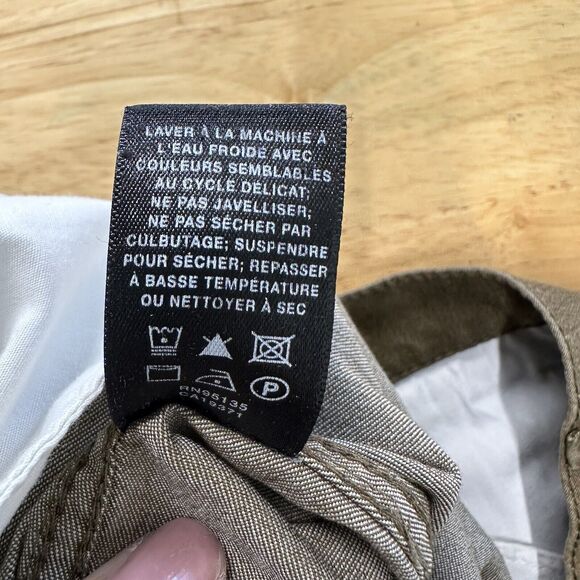 LAVER À LA MACHINE À
L'EAU FROIDE AVEC
COULEURS SEMBLABLES
AU CYCLE DÉLICAT;
NE PAS JAVELLISER;
NE PAS SÉCHER PAR
CULBUTAGE; SUSPENDRE
POUR SÉCHER; REPASSER
À BASSE TEMPÉRATURE
OU NETTOYER À SEC
P
RN95135
CA19371